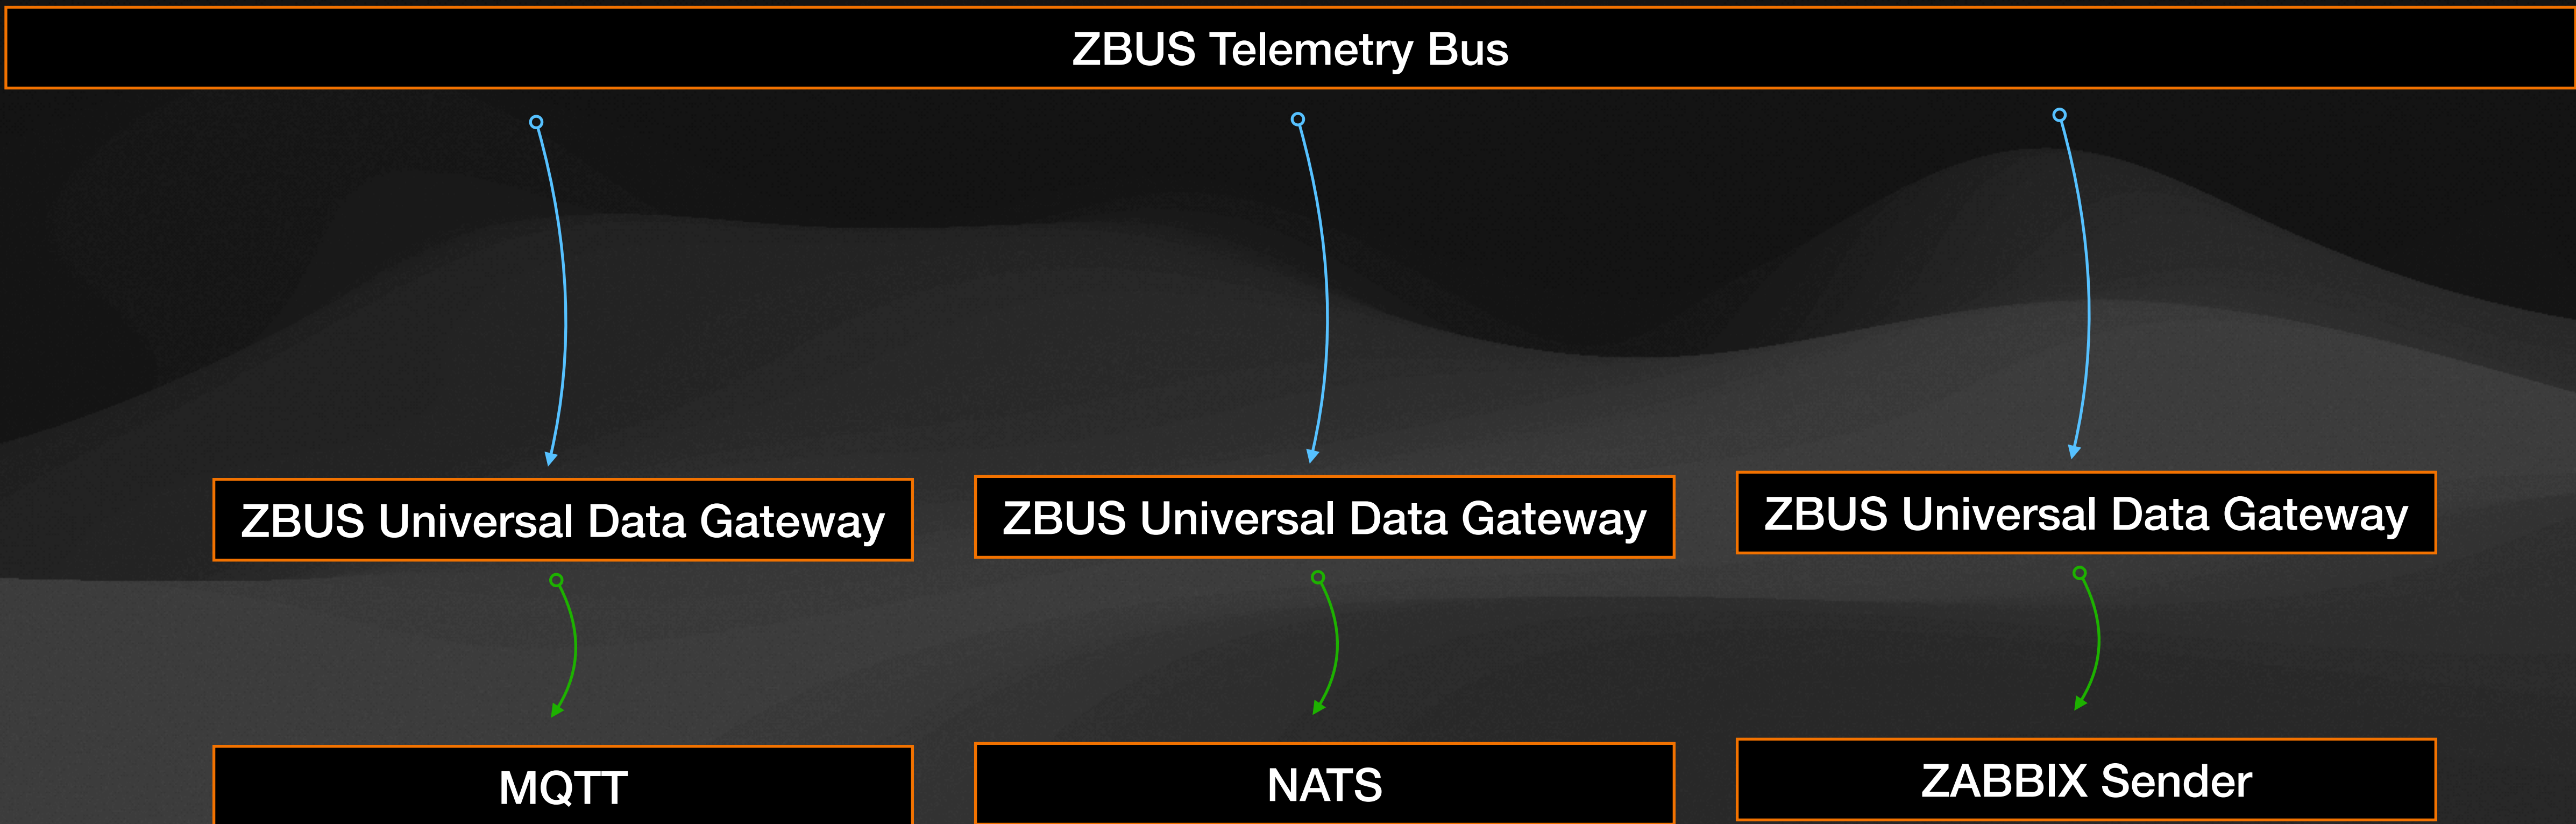 ZBUS Telemetry Bus
ZBUS Universal Data Gateway
ZBUS Universal Data Gateway
ZBUS Universal Data Gateway
MQTT
NATS
ZABBIX Sender